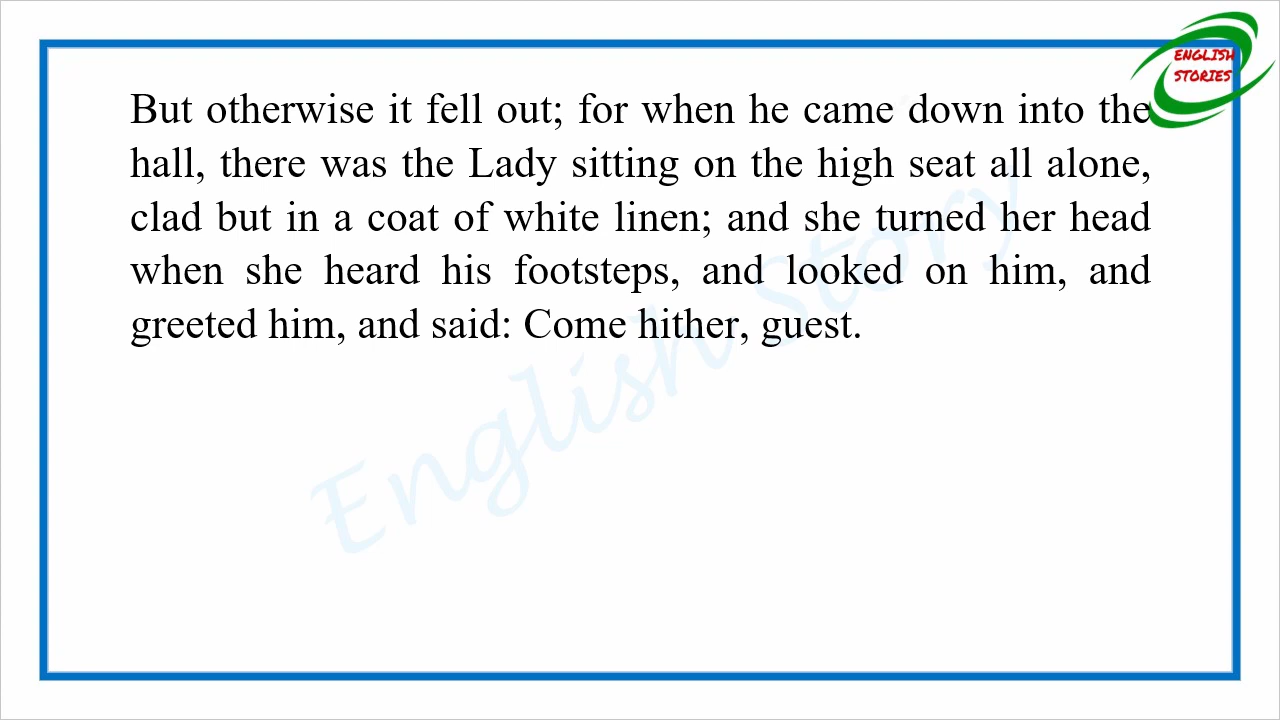 ENGLISH
STORIES
But otherwise it fell out; for when he came down into the
hall, there was the Lady sitting on the high seat all alone,
clad but in a coat of white linen; and she turned her head
when she heard his footsteps, and looked on him, and
greeted him, and said: Come hither, guest.
English Story